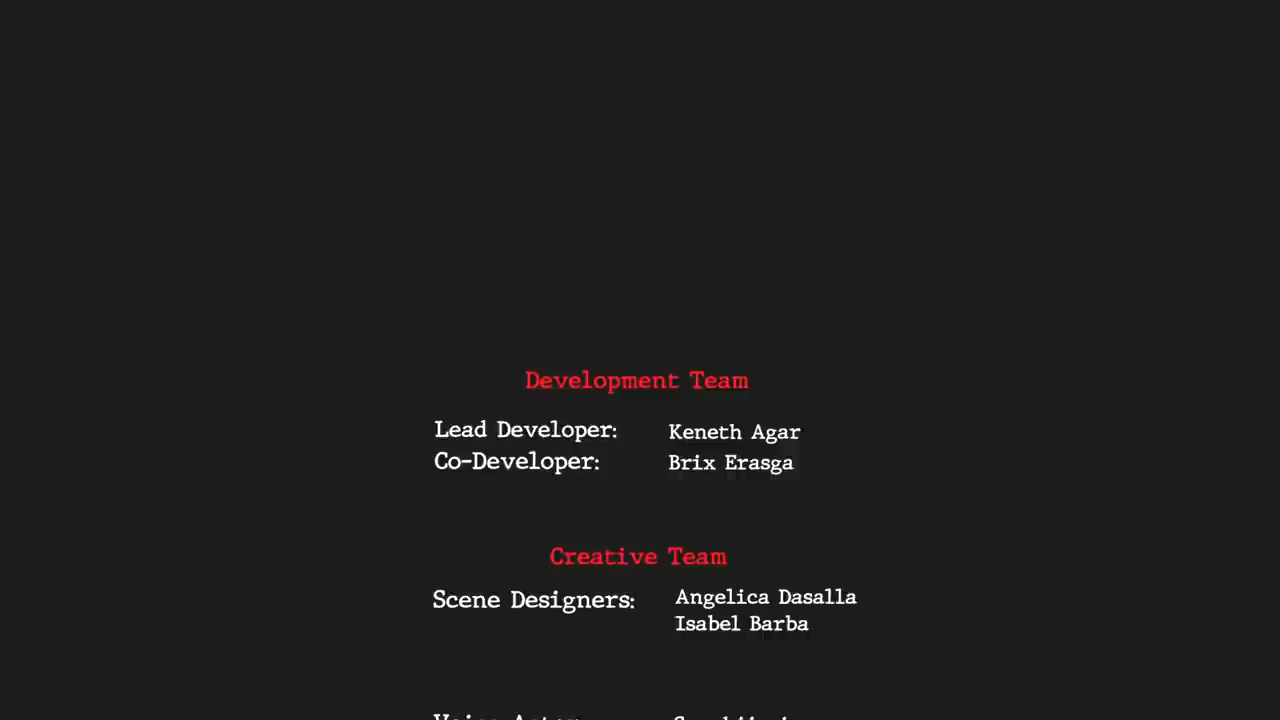 Development Team
Lead Developer: Keneth Agar
Co-Developer: Brix Erasga
Creative Team
Scene Designers: Angelica Dasalla
Isabel Barba